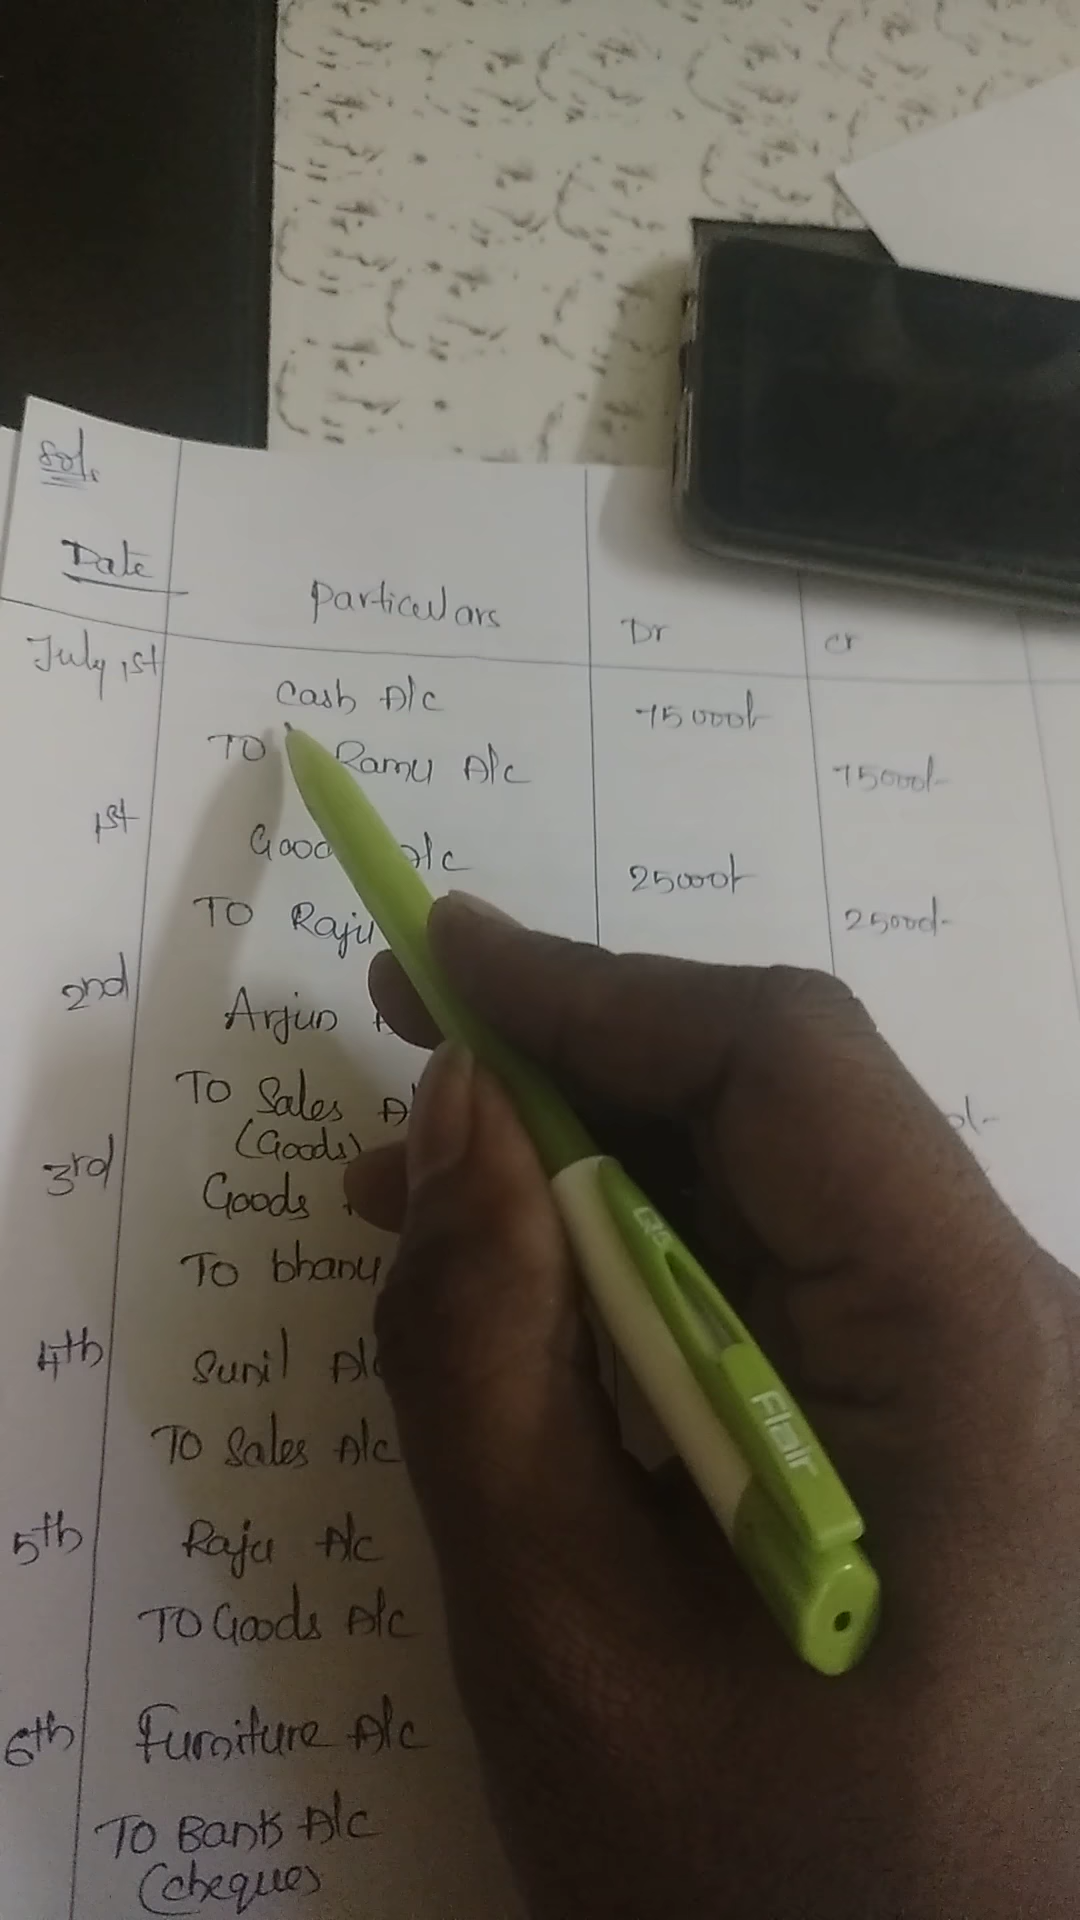 Sol.
Date Particulars Dr Cr
July 1st Cash A/c 75000/-
TO Ramu A/c 75000/-
1st A/c 25000/-
TO Raju 25000/-
2nd Arjun
TO Sales
(Goods)
3rd Goods
TO bhanu
4th Sunil A/c
TO Sales A/c
5th Raju A/c
TO Goods A/c
6th Furniture A/c
TO Bank A/c
(cheques
Flair